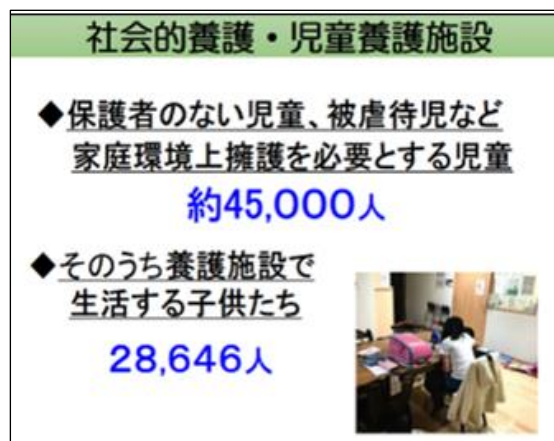 社会的養護・児童養護施設
◆保護者のない児童、被虐待児など
家庭環境上擁護を必要とする児童
約45,000人
◆そのうち養護施設で
生活する子供たち
28,646人